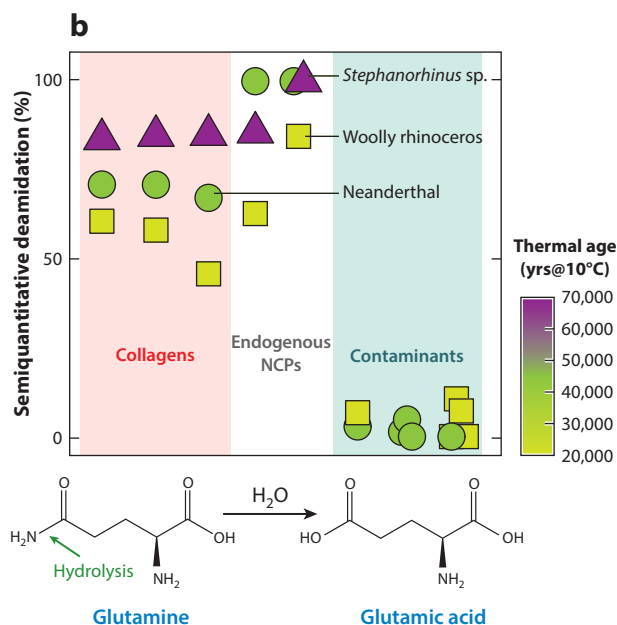 b
Semiquantitative deamidation (%)
100
50
0
Stephanorhinus sp.
Woolly rhinoceros
Neanderthal
Collagens
Endogenous
NCPs
Contaminants
Thermal age
(yrs@10°C)
70,000
60,000
50,000
40,000
30,000
20,000
O
O
H2N
OH
NH2
Hydrolysis
H2O
O
O
HO
OH
NH2
Glutamine
Glutamic acid